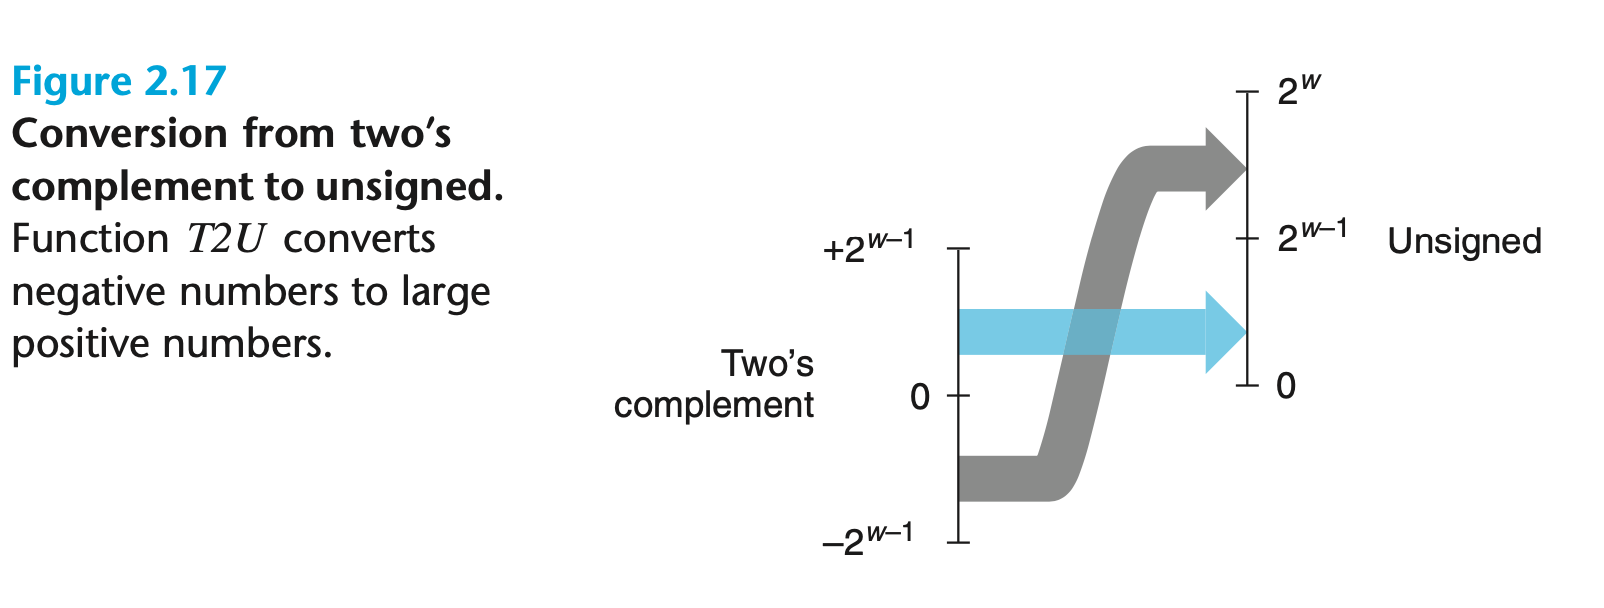 Figure 2.17
Conversion from two’s
complement to unsigned.
Function T2U converts
negative numbers to large
positive numbers.
2^w
+2^{w–1}
2^{w–1}
Unsigned
Two’s
complement
0
0
–2^{w–1}